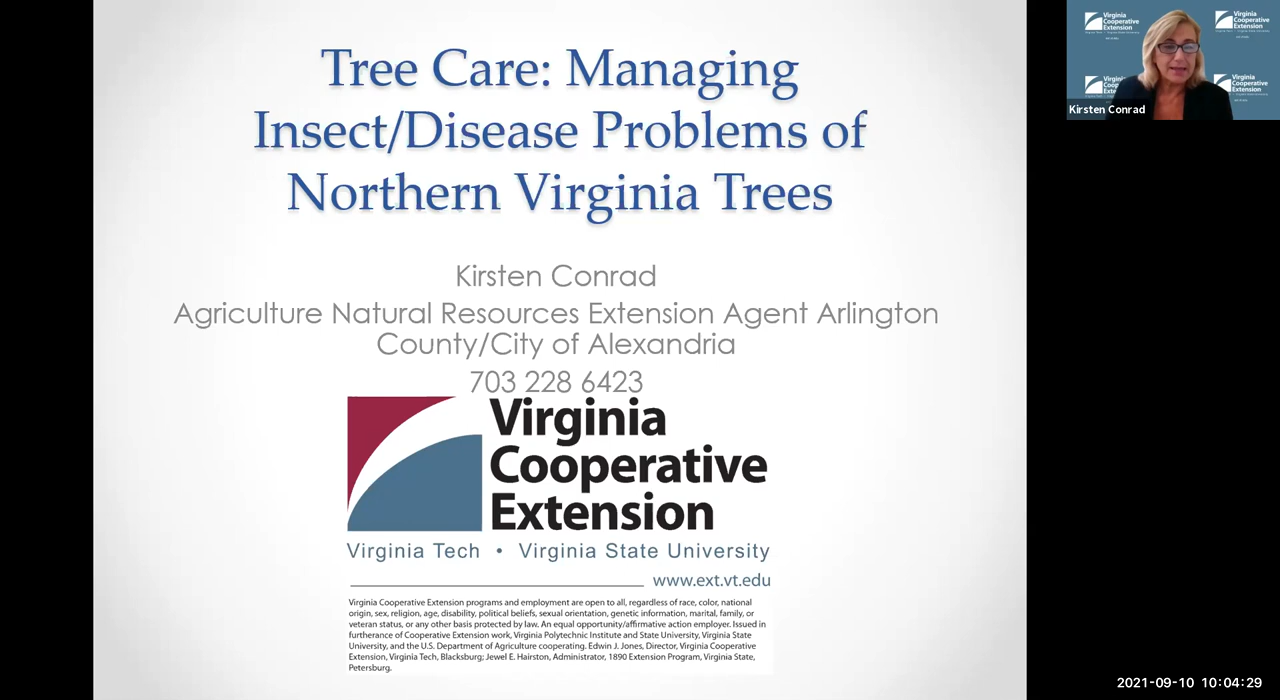 Tree Care: Managing
Insect/Disease Problems of
Northern Virginia Trees
Kirsten Conrad
Agriculture Natural Resources Extension Agent Arlington
County/City of Alexandria
703 228 6423
Virginia
Cooperative
Extension
Virginia Tech • Virginia State University
www.ext.vt.edu
Virginia Cooperative Extension programs and employment are open to all, regardless of race, color, national
origin, sex, religion, age, disability, political beliefs, sexual orientation, genetic information, marital, family, or
veteran status, or any other basis protected by law. An equal opportunity/affirmative action employer. Issued in
furtherance of Cooperative Extension work, Virginia Polytechnic Institute and State University, Virginia State
University, and the U.S. Department of Agriculture cooperating. Edwin J. Jones, Director, Virginia Cooperative
Extension, Virginia Tech, Blacksburg; Jewel E. Hairston, Administrator, 1890 Extension Program, Virginia State,
Petersburg.
Virginia
Cooperative
Extension
Virginia
Cooperative
Extension
Kirsten Conrad
2021-09-10 10:04:29